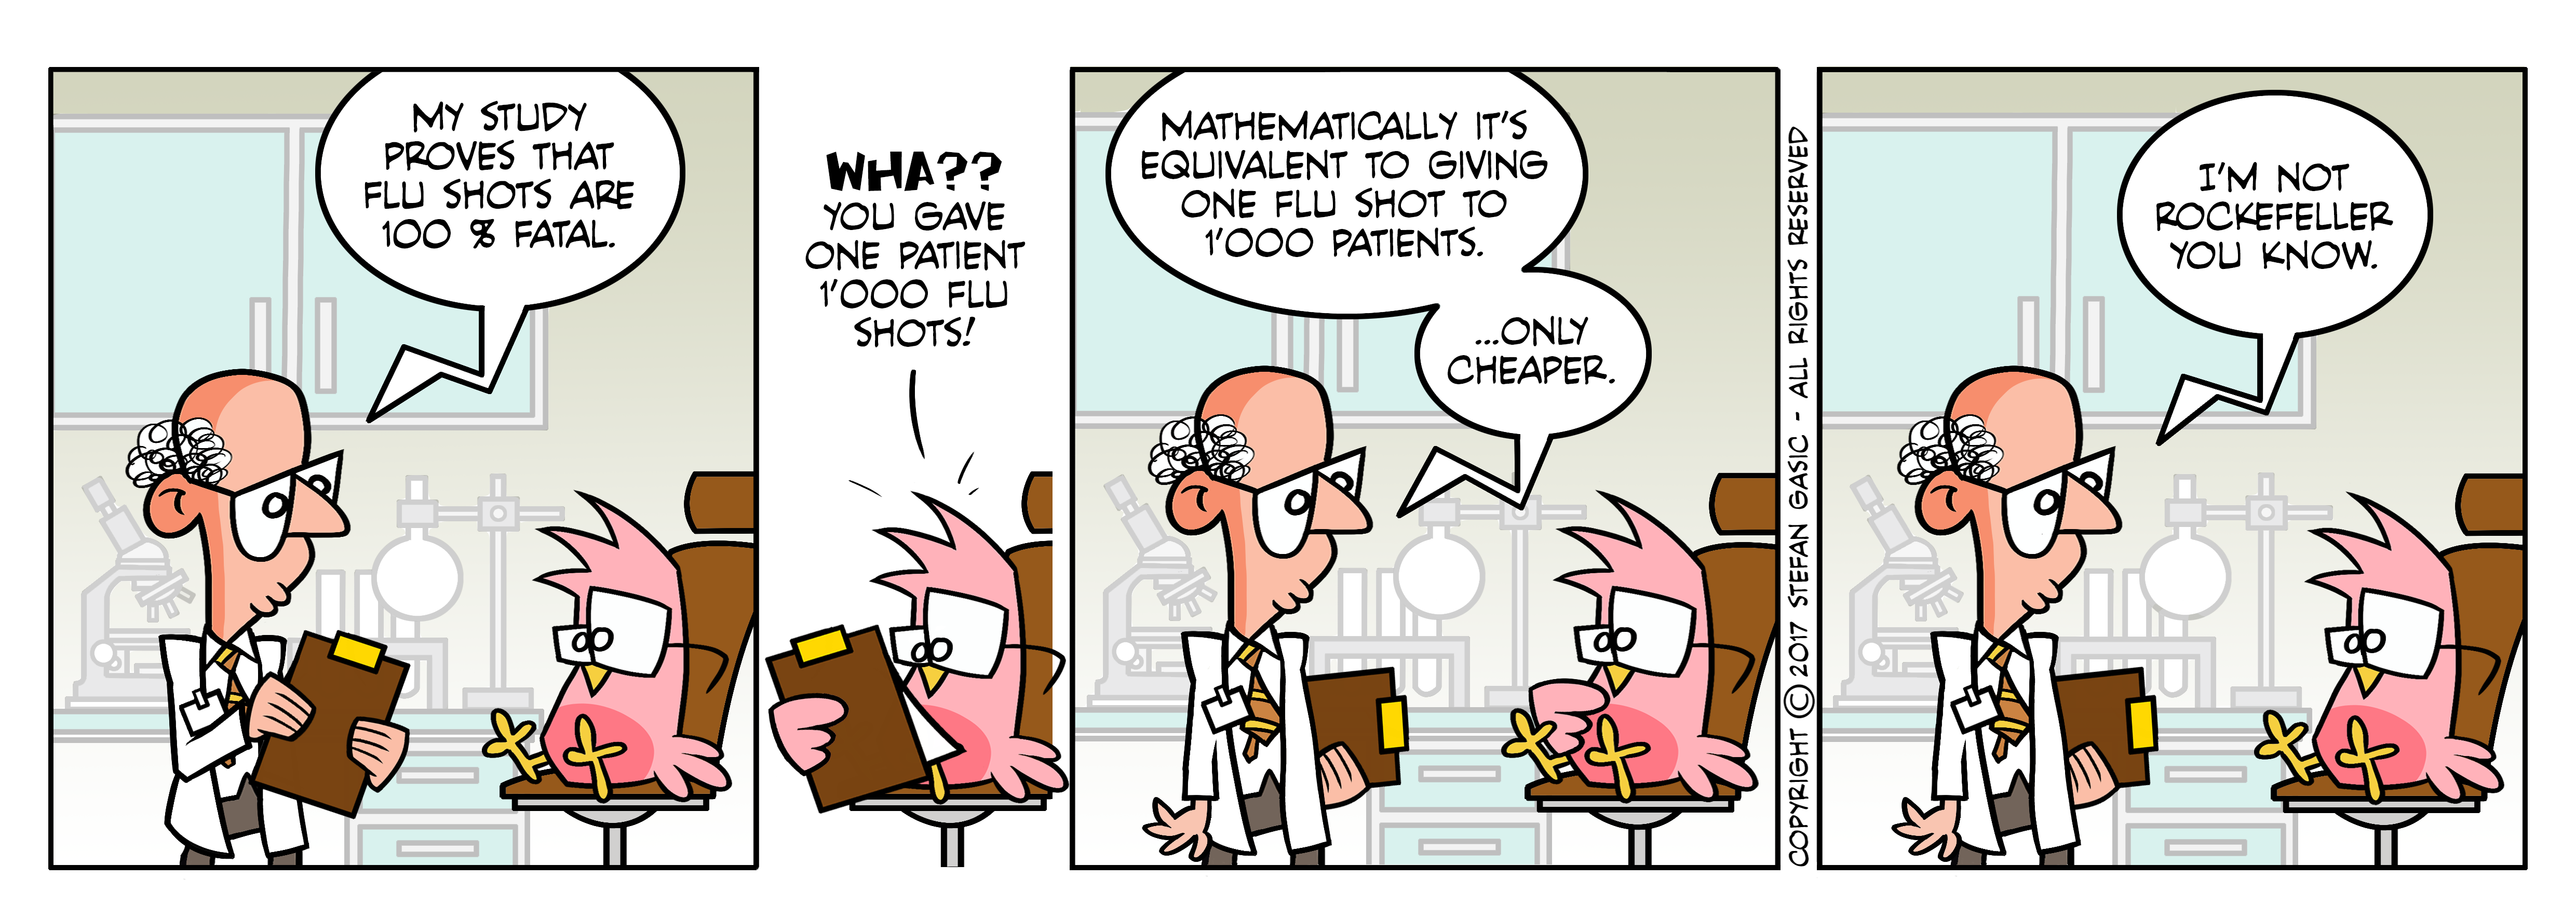 MY STUDY
PROVES THAT
FLU SHOTS ARE
100 % FATAL.
WHA??
YOU GAVE
ONE PATIENT
1'000 FLU
SHOTS!
MATHEMATICALLY IT'S
EQUIVALENT TO GIVING
ONE FLU SHOT TO
1'000 PATIENTS.
...ONLY
CHEAPER.
COPYRIGHT © 2017 STEFAN GASIC - ALL RIGHTS RESERVED
I'M NOT
ROCKEFELLER
YOU KNOW.